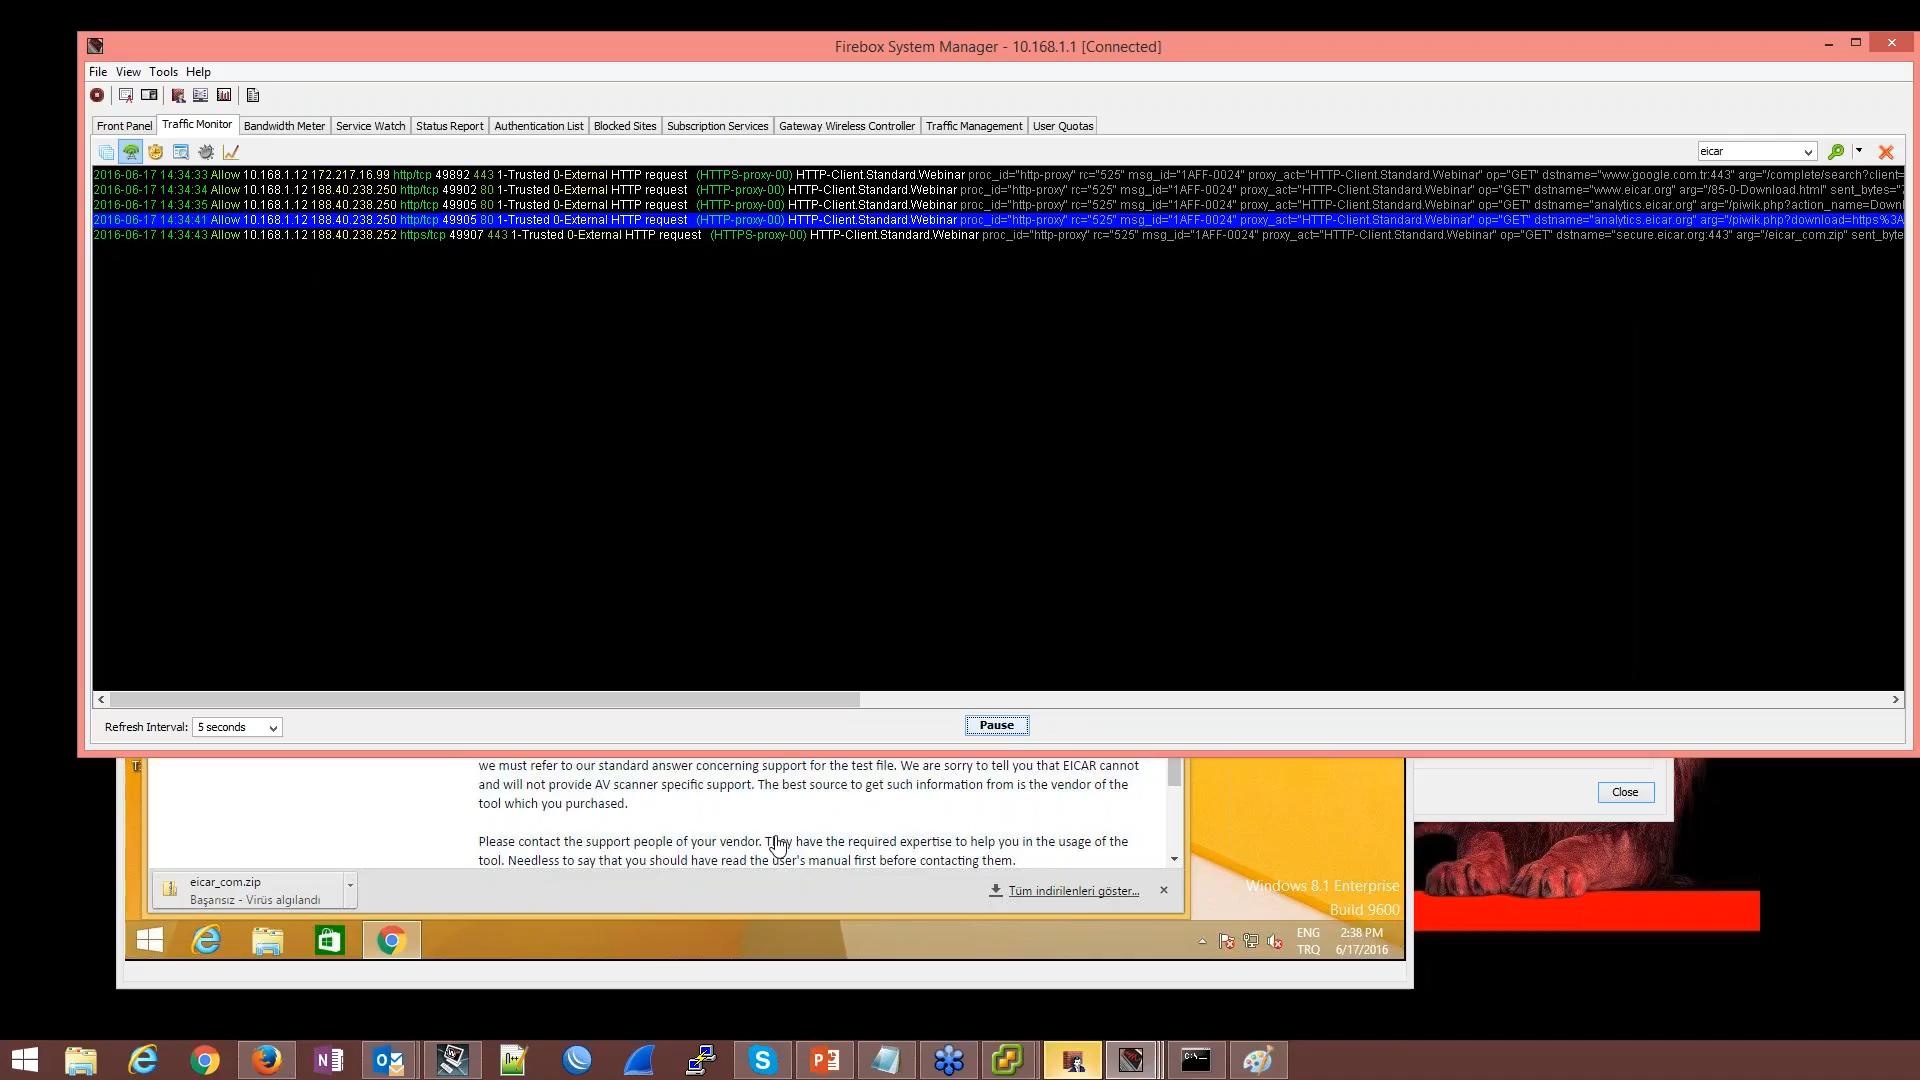 Firebox System Manager - 10.168.1.1 [Connected]
File View Tools Help
Front Panel Traffic Monitor Bandwidth Meter Service Watch Status Report Authentication List Blocked Sites Subscription Services Gateway Wireless Controller Traffic Management User Quotas
eicar
2016-06-17 14:34:33 Allow 10.168.1.12 172.217.16.99 http/tcp 49892 443 1-Trusted 0-External HTTP request (HTTPS-proxy-00) HTTP-Client.Standard.Webinar proc_id="http-proxy" rc="525" msg_id="1AFF-0024" proxy_act="HTTP-Client.Standard.Webinar" op="GET" dstname="www.google.com.tr:443" arg="/complete/search?client=
2016-06-17 14:34:34 Allow 10.168.1.12 188.40.238.250 http/tcp 49902 80 1-Trusted 0-External HTTP request (HTTP-proxy-00) HTTP-Client.Standard.Webinar proc_id="http-proxy" rc="525" msg_id="1AFF-0024" proxy_act="HTTP-Client.Standard.Webinar" op="GET" dstname="www.eicar.org" arg="/85-0-Download.html" sent_bytes="
2016-06-17 14:34:35 Allow 10.168.1.12 188.40.238.250 http/tcp 49905 80 1-Trusted 0-External HTTP request (HTTP-proxy-00) HTTP-Client.Standard.Webinar proc_id="http-proxy" rc="525" msg_id="1AFF-0024" proxy_act="HTTP-Client.Standard.Webinar" op="GET" dstname="analytics.eicar.org" arg="/piwik.php?action_name=Down
2016-06-17 14:34:41 Allow 10.168.1.12 188.40.238.250 http/tcp 49905 80 1-Trusted 0-External HTTP request (HTTP-proxy-00) HTTP-Client.Standard.Webinar proc_id="http-proxy" rc="525" msg_id="1AFF-0024" proxy_act="HTTP-Client.Standard.Webinar" op="GET" dstname="analytics.eicar.org" arg="/piwik.php?download=https%3A
2016-06-17 14:34:43 Allow 10.168.1.12 188.40.238.252 https/tcp 49907 443 1-Trusted 0-External HTTP request (HTTPS-proxy-00) HTTP-Client.Standard.Webinar proc_id="http-proxy" rc="525" msg_id="1AFF-0024" proxy_act="HTTP-Client.Standard.Webinar" op="GET" dstname="secure.eicar.org:443" arg="/eicar_com.zip" sent_byte
Refresh Interval: 5 seconds
Pause
we must refer to our standard answer concerning support for the test file. We are sorry to tell you that EICAR cannot
and will not provide AV scanner specific support. The best source to get such information from is the vendor of the
tool which you purchased.
Please contact the support people of your vendor. They have the required expertise to help you in the usage of the
tool. Needless to say that you should have read the user's manual first before contacting them.
Close
eicar_com.zip
Başarısız - Virüs algılandı
Tüm indirilenleri göster...
Windows 8.1 Enterprise
Build 9600
ENG
TRQ
2:38 PM
6/17/2016